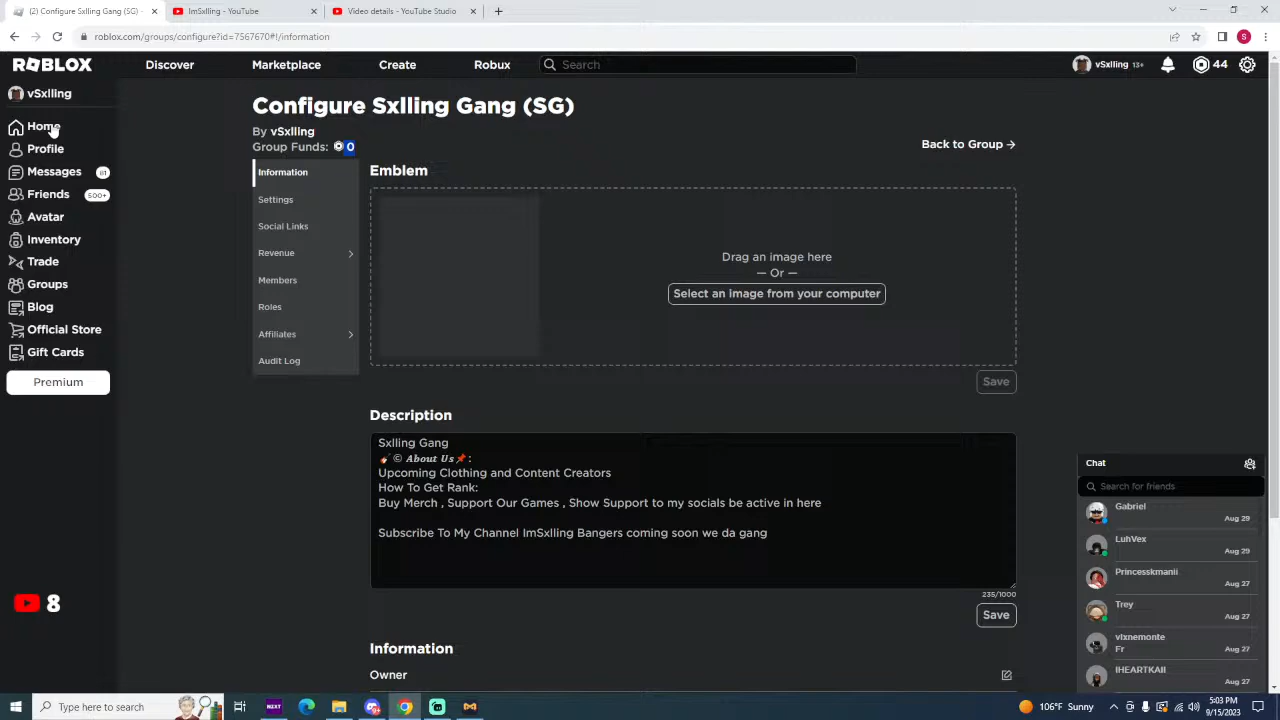 (2) Configure Sxlling Gang (SG) -
ImSxlling - YouTube
Video details - YouTube Studio
roblox.com/groups/configure?id=7567670#!/information
S
ROBLOX
Discover
Marketplace
Create
Robux
Search
vSxlling 13+
44
vSxlling
Home
Profile
Messages 81
Friends 500+
Avatar
Inventory
Trade
Groups
Blog
Official Store
Gift Cards
Premium
8
Configure Sxlling Gang (SG)
By vSxlling
Group Funds: 0
Back to Group →
Information
Settings
Social Links
Revenue
Members
Roles
Affiliates
Audit Log
Emblem
Drag an image here
— Or —
Select an image from your computer
Save
Description
Sxlling Gang
🎸© 𝑨𝒃𝒐𝒖𝒕 𝑼𝒔📌:
Upcoming Clothing and Content Creators
How To Get Rank:
Buy Merch , Support Our Games , Show Support to my socials be active in here
Subscribe To My Channel ImSxlling Bangers coming soon we da gang
235/1000
Save
Information
Owner
Chat
Search for friends
Gabriel
Aug 29
LuhVex
Aug 29
Princesskmanii
Aug 27
Trey
Aug 27
vlxnemonte
Fr
Aug 27
IHEARTKAII
Aug 27
Type here to search
NZXT
106°F Sunny
5:03 PM
9/15/2023